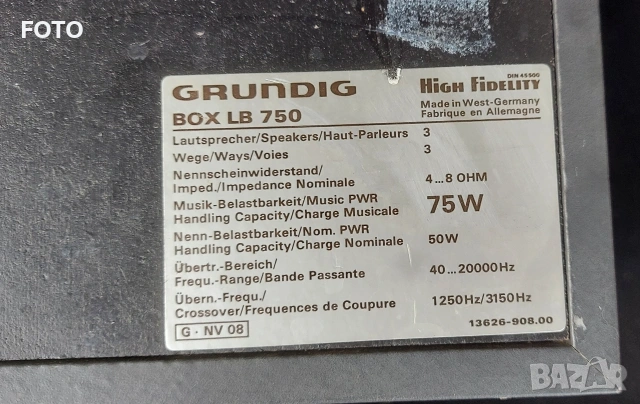 FOTO
GRUNDIG
High Fidelity
DIN 45500
BOX LB 750
Made in West-Germany
Fabrique en Allemagne
Lautsprecher/Speakers/Haut-Parleurs 3
Wege/Ways/Voies 3
Nennscheinwiderstand/
Imped./Impedance Nominale 4...8 OHM
Musik-Belastbarkeit/Music PWR
Handling Capacity/Charge Musicale 75W
Nenn-Belastbarkeit/Nom. PWR
Handling Capacity/Charge Nominale 50W
Übertr.-Bereich/
Frequ.-Range/Bande Passante 40...20000Hz
Übern.-Frequ./
Crossover/Frequences de Coupure 1250Hz/3150Hz
G · NV 08
13626-908.00
BAZAR